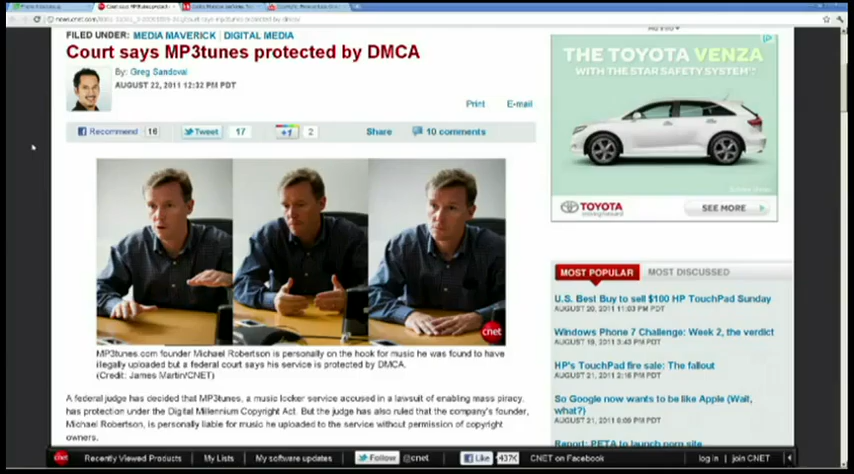 FILED UNDER: MEDIA MAVERICK | DIGITAL MEDIA
Court says MP3tunes protected by DMCA
By: Greg Sandoval
AUGUST 22, 2011 12:32 PM PDT
Print E-mail
Recommend 16 Tweet 17 +1 2 Share 10 comments
cnet
MP3tunes.com founder Michael Robertson is personally on the hook for music he was found to have
illegally uploaded but a federal court says his service is protected by DMCA.
(Credit: James Martin/CNET)
A federal judge has decided that MP3tunes, a music locker service accused in a lawsuit of enabling mass piracy,
has protection under the Digital Millennium Copyright Act. But the judge has also ruled that the company's founder,
Michael Robertson, is personally liable for music he uploaded to the service without permission of copyright
owners.
THE TOYOTA VENZA
WITH THE STAR SAFETY SYSTEM
TOYOTA
moving forward
SEE MORE
MOST POPULAR MOST DISCUSSED
U.S. Best Buy to sell $100 HP TouchPad Sunday
AUGUST 20, 2011 11:03 PM PDT
Windows Phone 7 Challenge: Week 2, the verdict
AUGUST 19, 2011 3:43 PM PDT
HP's TouchPad fire sale: The fallout
AUGUST 21, 2011 2:16 PM PDT
So Google now wants to be like Apple (Wait,
what?)
AUGUST 21, 2011 6:09 PM PDT
Report: PETA to launch porn site
cnet Recently Viewed Products My Lists My software updates Follow @cnet Like 437K CNET on Facebook log in join CNET